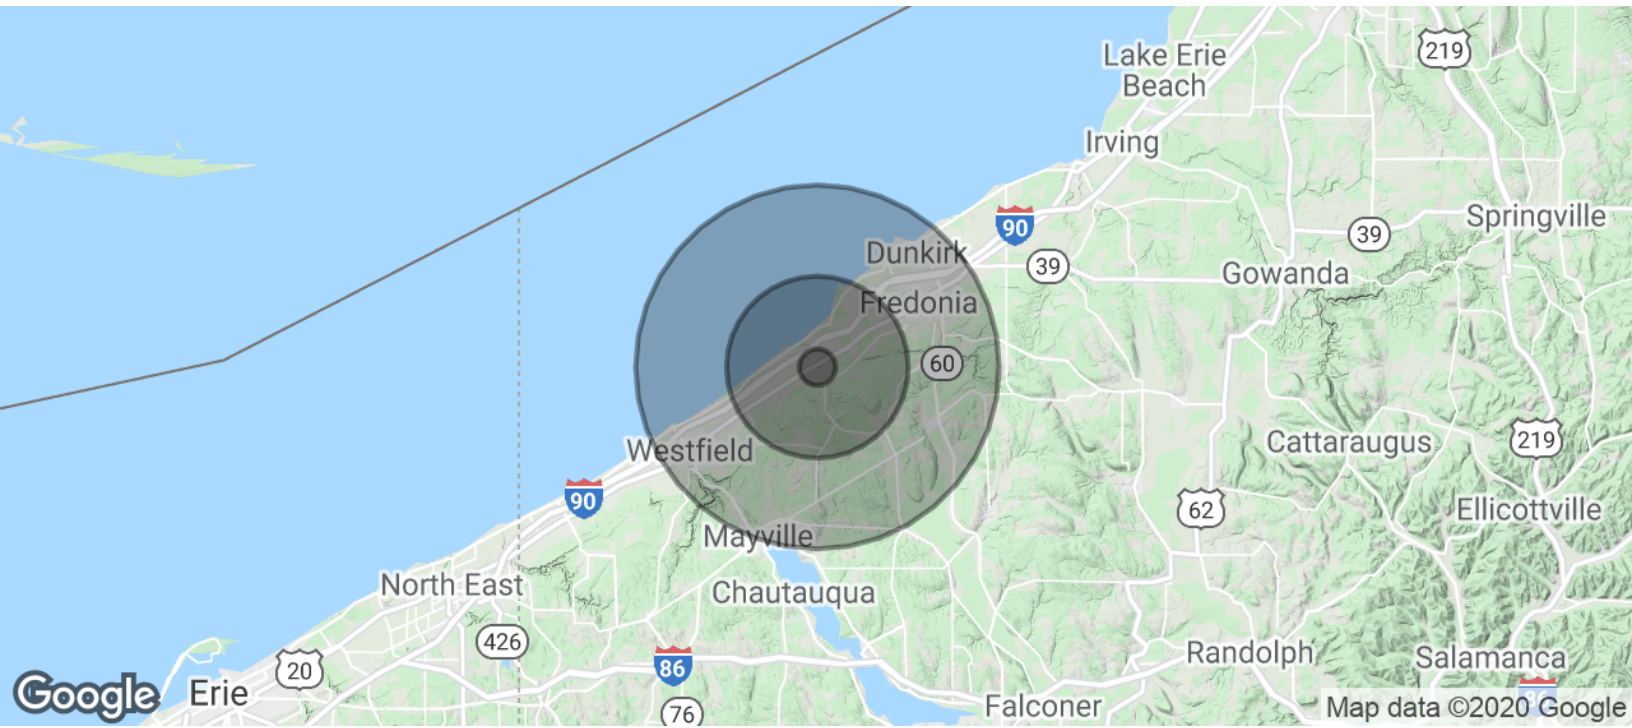 Lake Erie
Beach
219
Irving
90
Springville
39
Dunkirk
39
Gowanda
Fredonia
60
Westfield
Cattaraugus
219
90
62
Ellicottville
Mayville
North East
Chautauqua
426
Randolph
Salamanca
20
86
Google
Erie
86
Falconer
76
Map data ©2020 Google